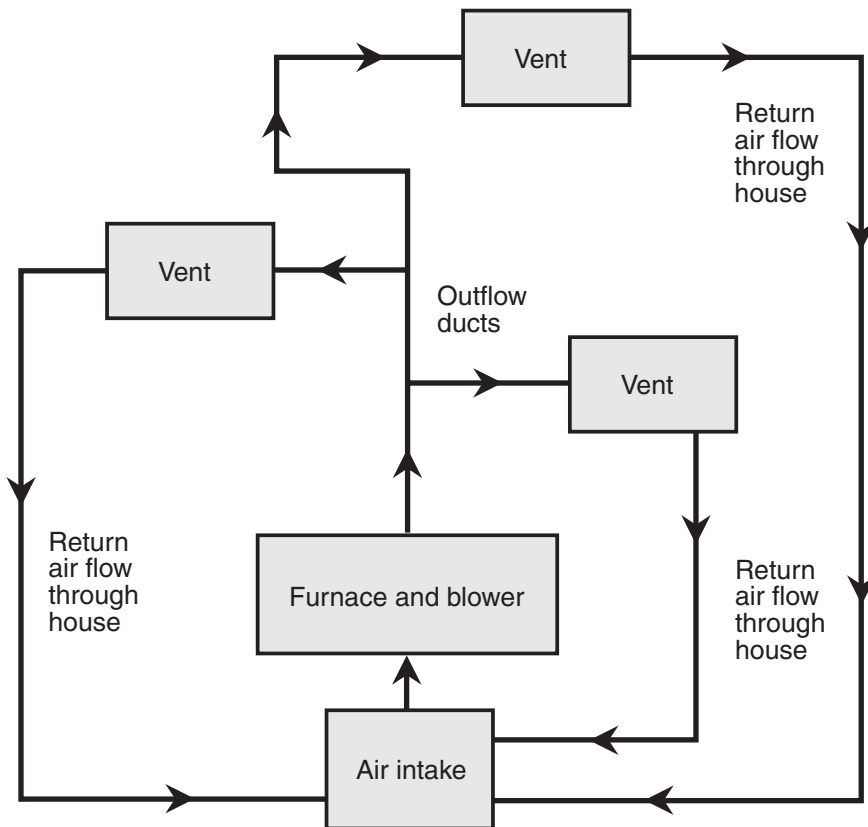 Vent
Return
air flow
through
house
Vent
Outflow
ducts
Vent
Return
air flow
through
house
Furnace and blower
Return
air flow
through
house
Air intake